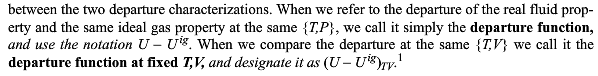 between the two departure characterizations. When we refer to the departure of the real fluid prop-
erty and the same ideal gas property at the same {T,P}, we call it simply the departure function,
and use the notation U – Uig. When we compare the departure at the same {T,V} we call it the
departure function at fixed T,V, and designate it as (U – Uig)TV.1